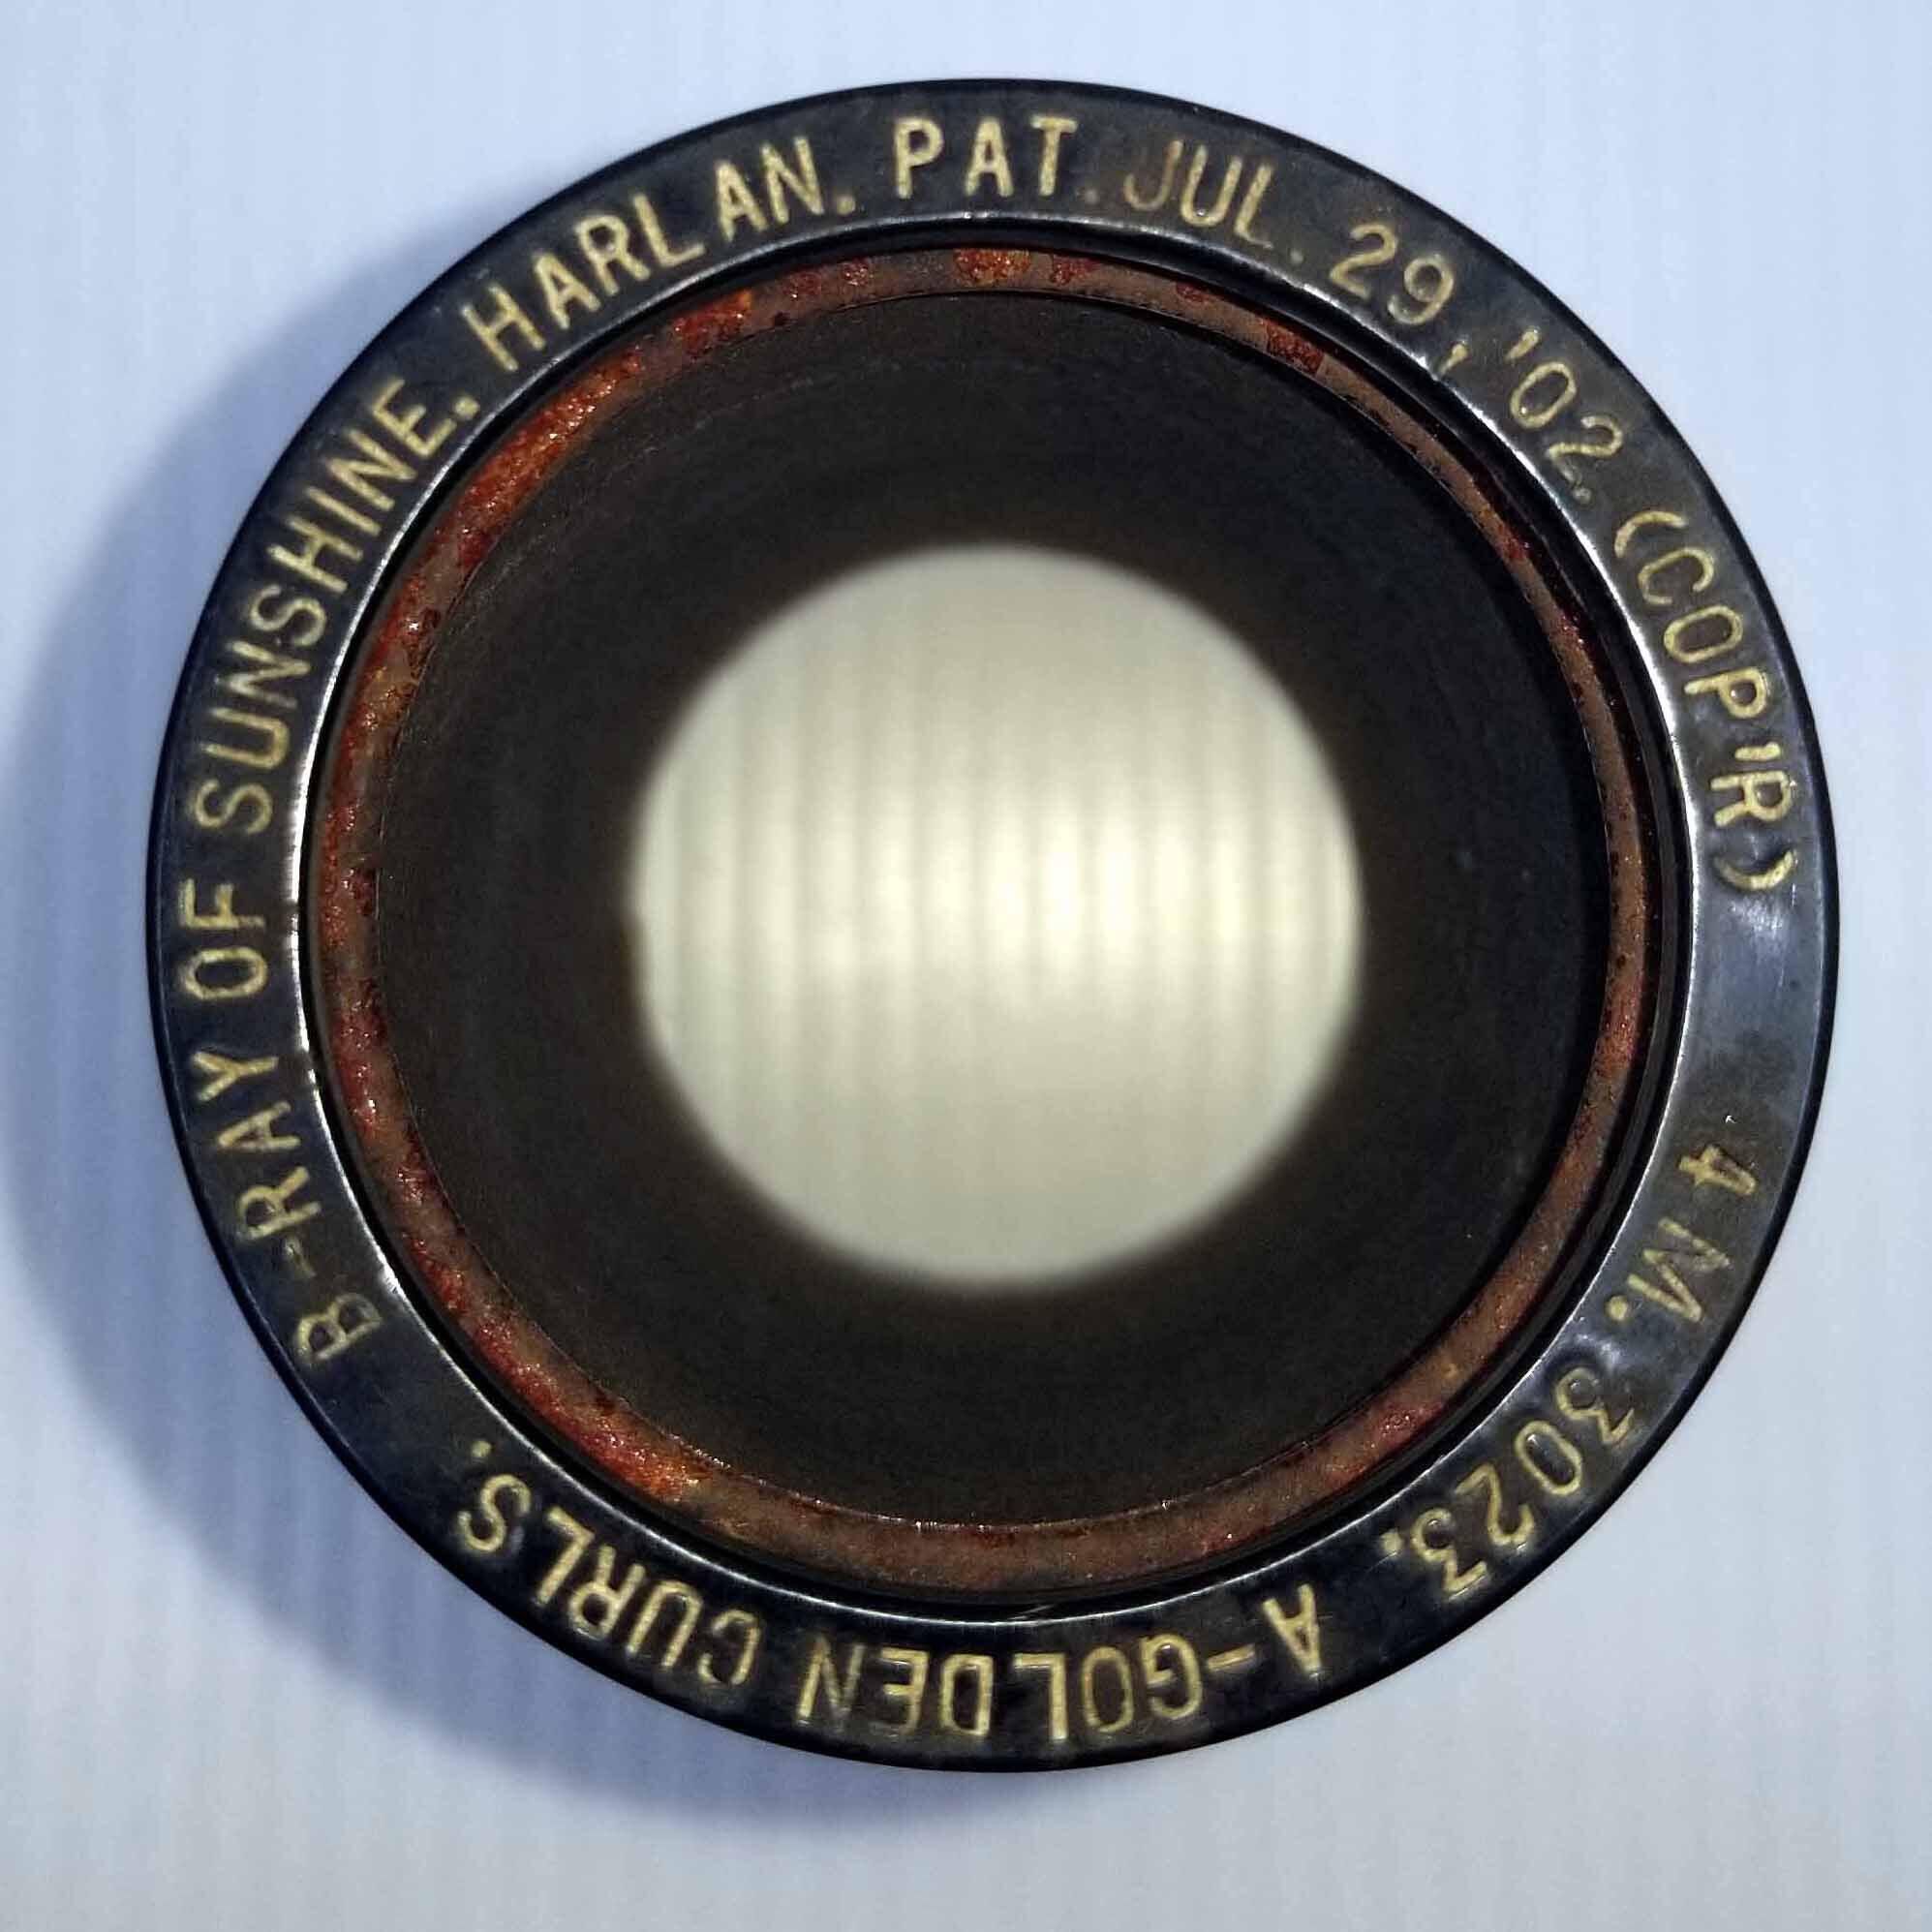 4 M. 3023. A-GOLDEN CURLS. B-RAY OF SUNSHINE. HARLAN. PAT. JUL. 29, '02. (COP'R)